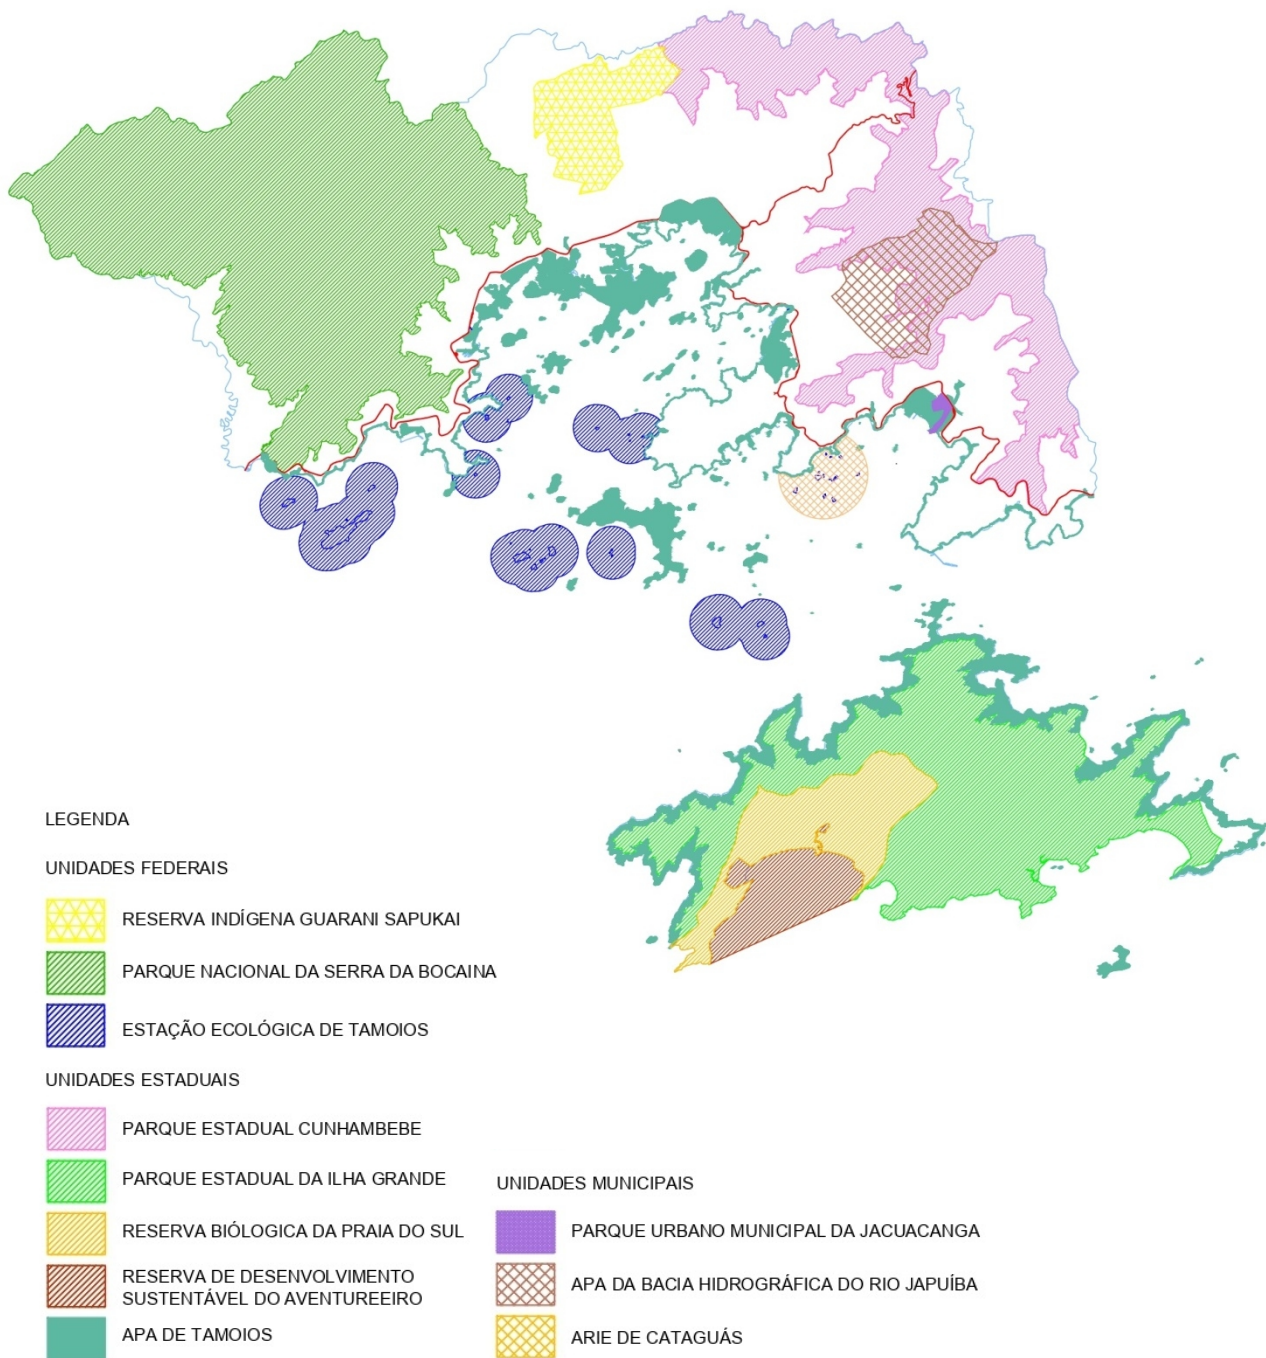 LEGENDA
UNIDADES FEDERAIS
RESERVA INDÍGENA GUARANI SAPUKAI
PARQUE NACIONAL DA SERRA DA BOCAINA
ESTAÇÃO ECOLÓGICA DE TAMOIOS
UNIDADES ESTADUAIS
PARQUE ESTADUAL CUNHAMBEBE
PARQUE ESTADUAL DA ILHA GRANDE
RESERVA BIÓLOGICA DA PRAIA DO SUL
RESERVA DE DESENVOLVIMENTO
SUSTENTÁVEL DO AVENTUREEIRO
APA DE TAMOIOS
UNIDADES MUNICIPAIS
PARQUE URBANO MUNICIPAL DA JACUACANGA
APA DA BACIA HIDROGRÁFICA DO RIO JAPUÍBA
ARIE DE CATAGUÁS